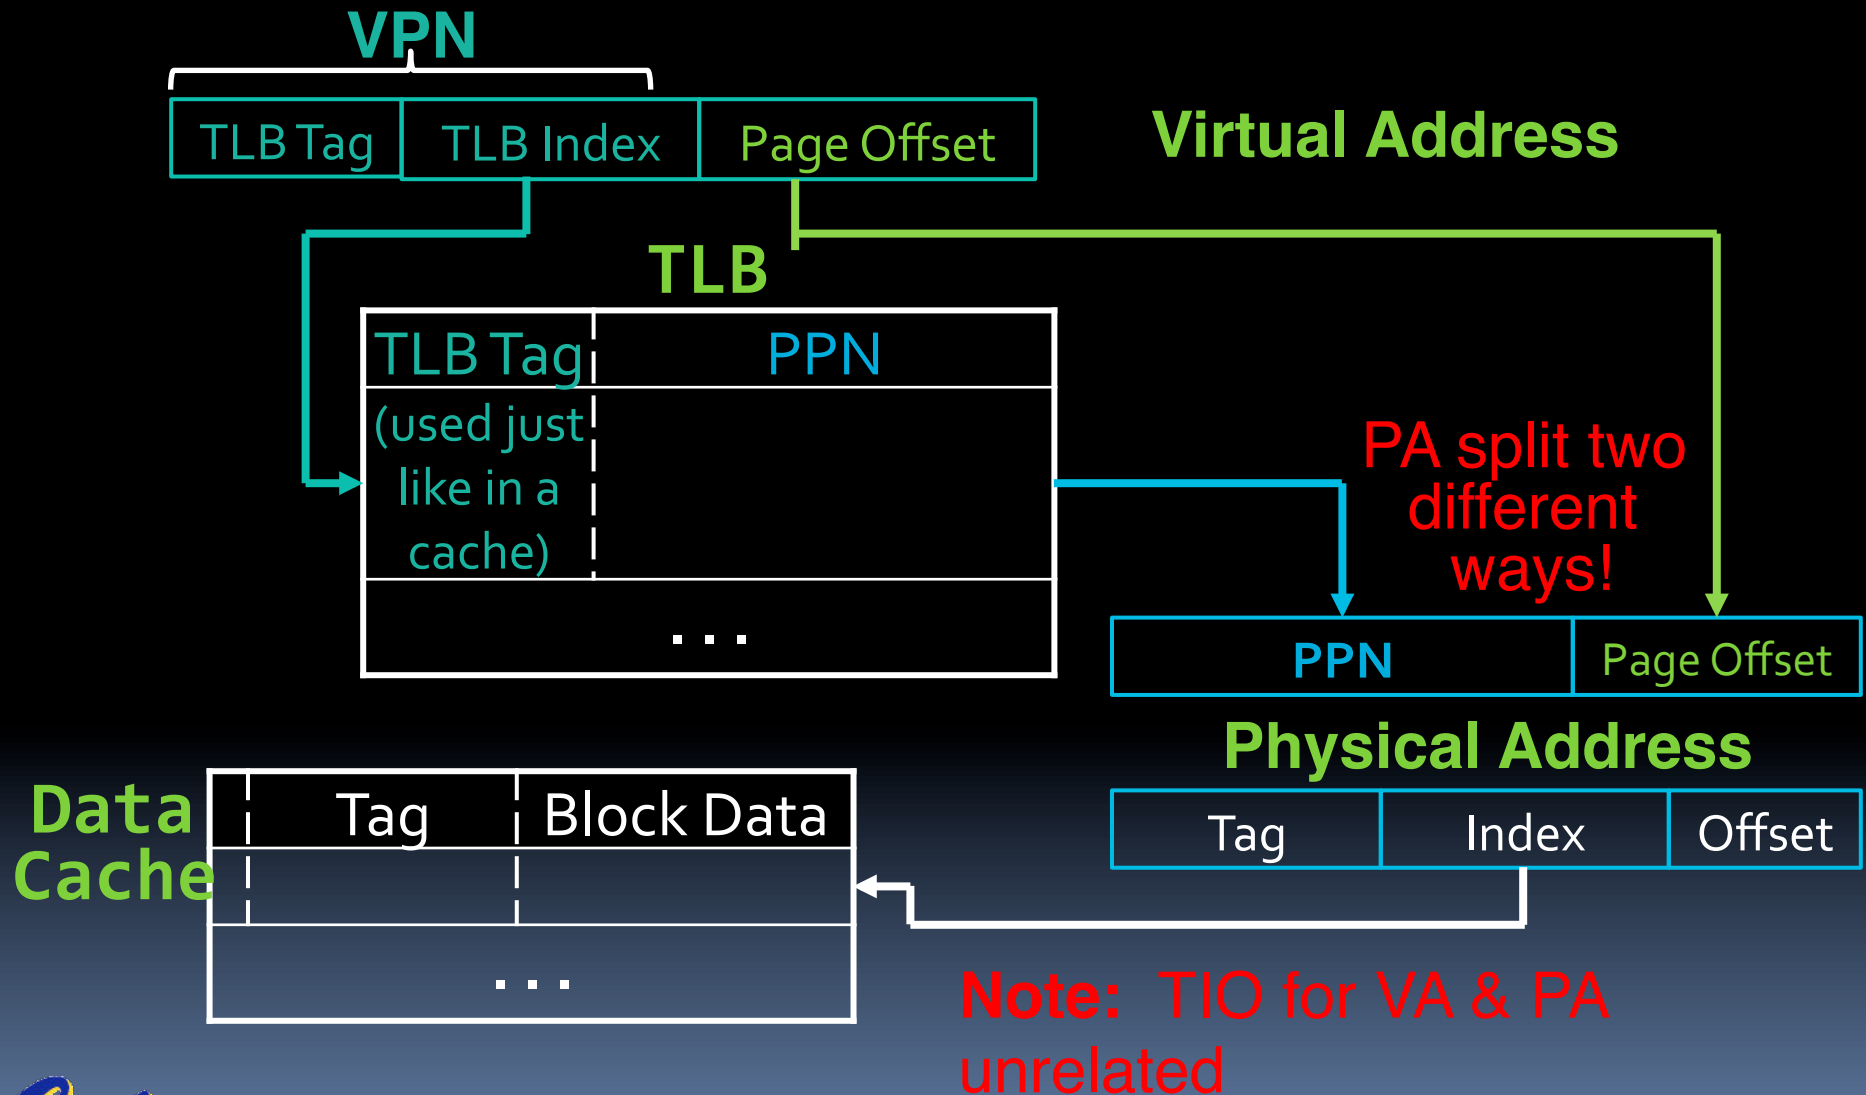 VPN
TLB Tag TLB Index Page Offset
Virtual Address
TLB
TLB Tag PPN
(used just
like in a
cache)
. . .
PA split two
different
ways!
PPN Page Offset
Physical Address
Tag Index Offset
Data
Cache
Tag Block Data
. . .
Note: TIO for VA & PA
unrelated